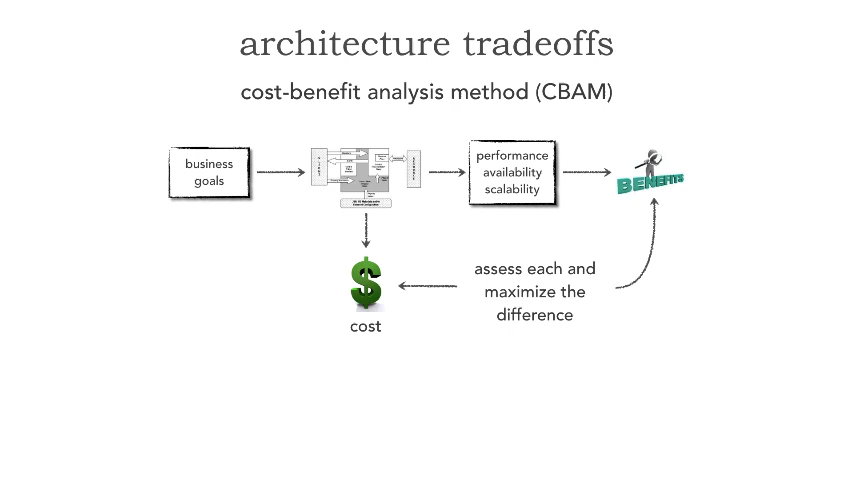 architecture tradeoffs
cost-benefit analysis method (CBAM)
business
goals
performance
availability
scalability
BENEFITS
assess each and
maximize the
difference
$
cost